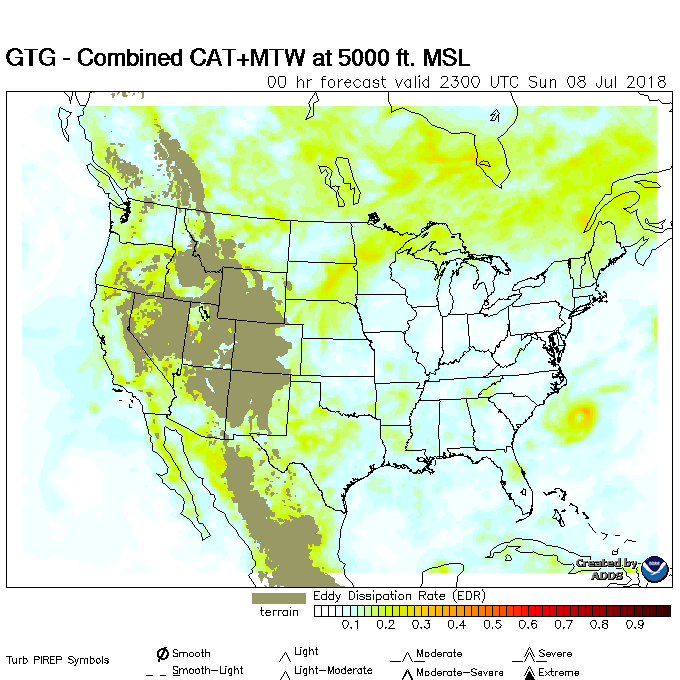 GTG - Combined CAT+MTW at 5000 ft. MSL
00 hr forecast valid 2300 UTC Sun 08 Jul 2018
Created by
ADDS
Eddy Dissipation Rate (EDR)
terrain
0.1 0.2 0.3 0.4 0.5 0.6 0.7 0.8 0.9
Turb PIREP Symbols
Smooth Light Moderate Severe
Smooth-Light Light-Moderate Moderate-Severe Extreme